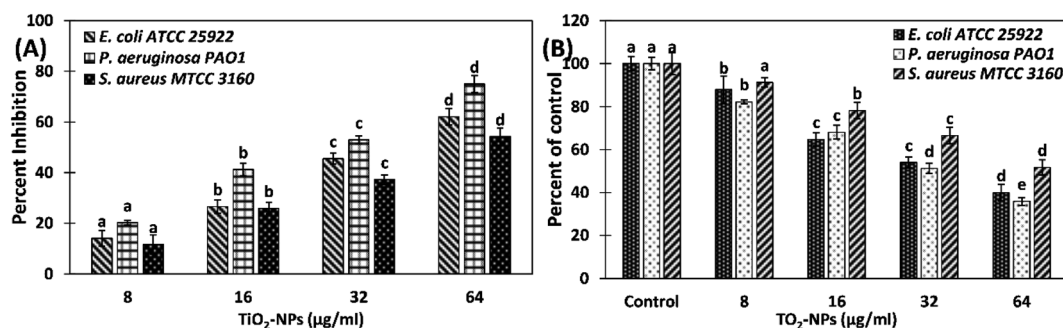 (A)
E. coli ATCC 25922
P. aeruginosa PAO1
S. aureus MTCC 3160
Percent Inhibition
100
80
60
40
20
0
a a a
b b b
c c c
d d d
8 16 32 64
TiO₂-NPs (µg/ml)
(B)
E. coli ATCC 25922
P. aeruginosa PAO1
S. aureus MTCC 3160
Percent of control
120
100
80
60
40
20
0
a a a
b b a
c c b
c d c
d e d
Control 8 16 32 64
TO₂-NPs (µg/ml)